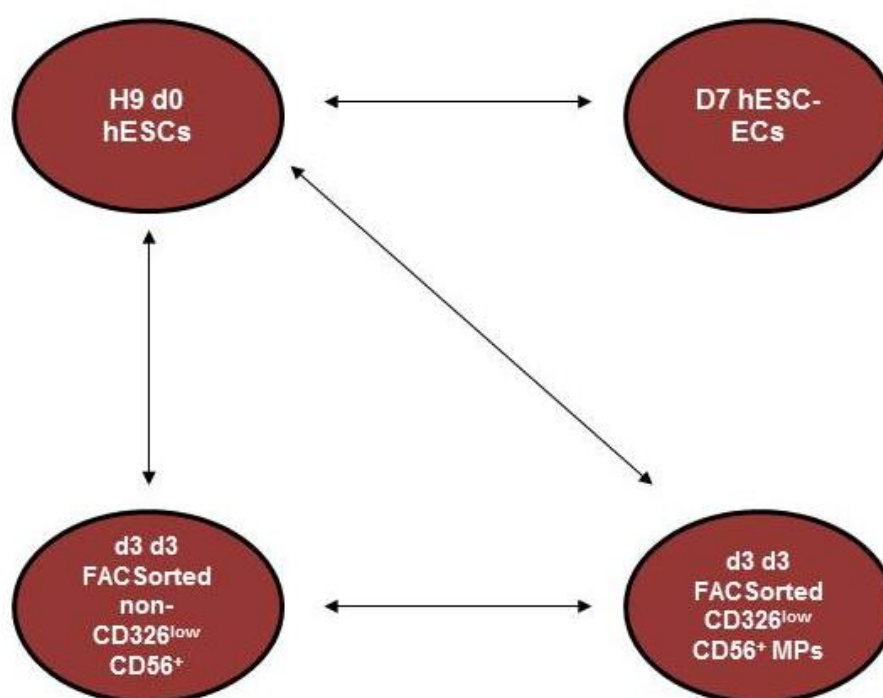 H9 d0
hESCs
D7 hESC-
ECs
d3 d3
FACSorted
non-
CD326ˡᵒʷ
CD56⁺
d3 d3
FACSorted
CD326ˡᵒʷ
CD56⁺ MPs